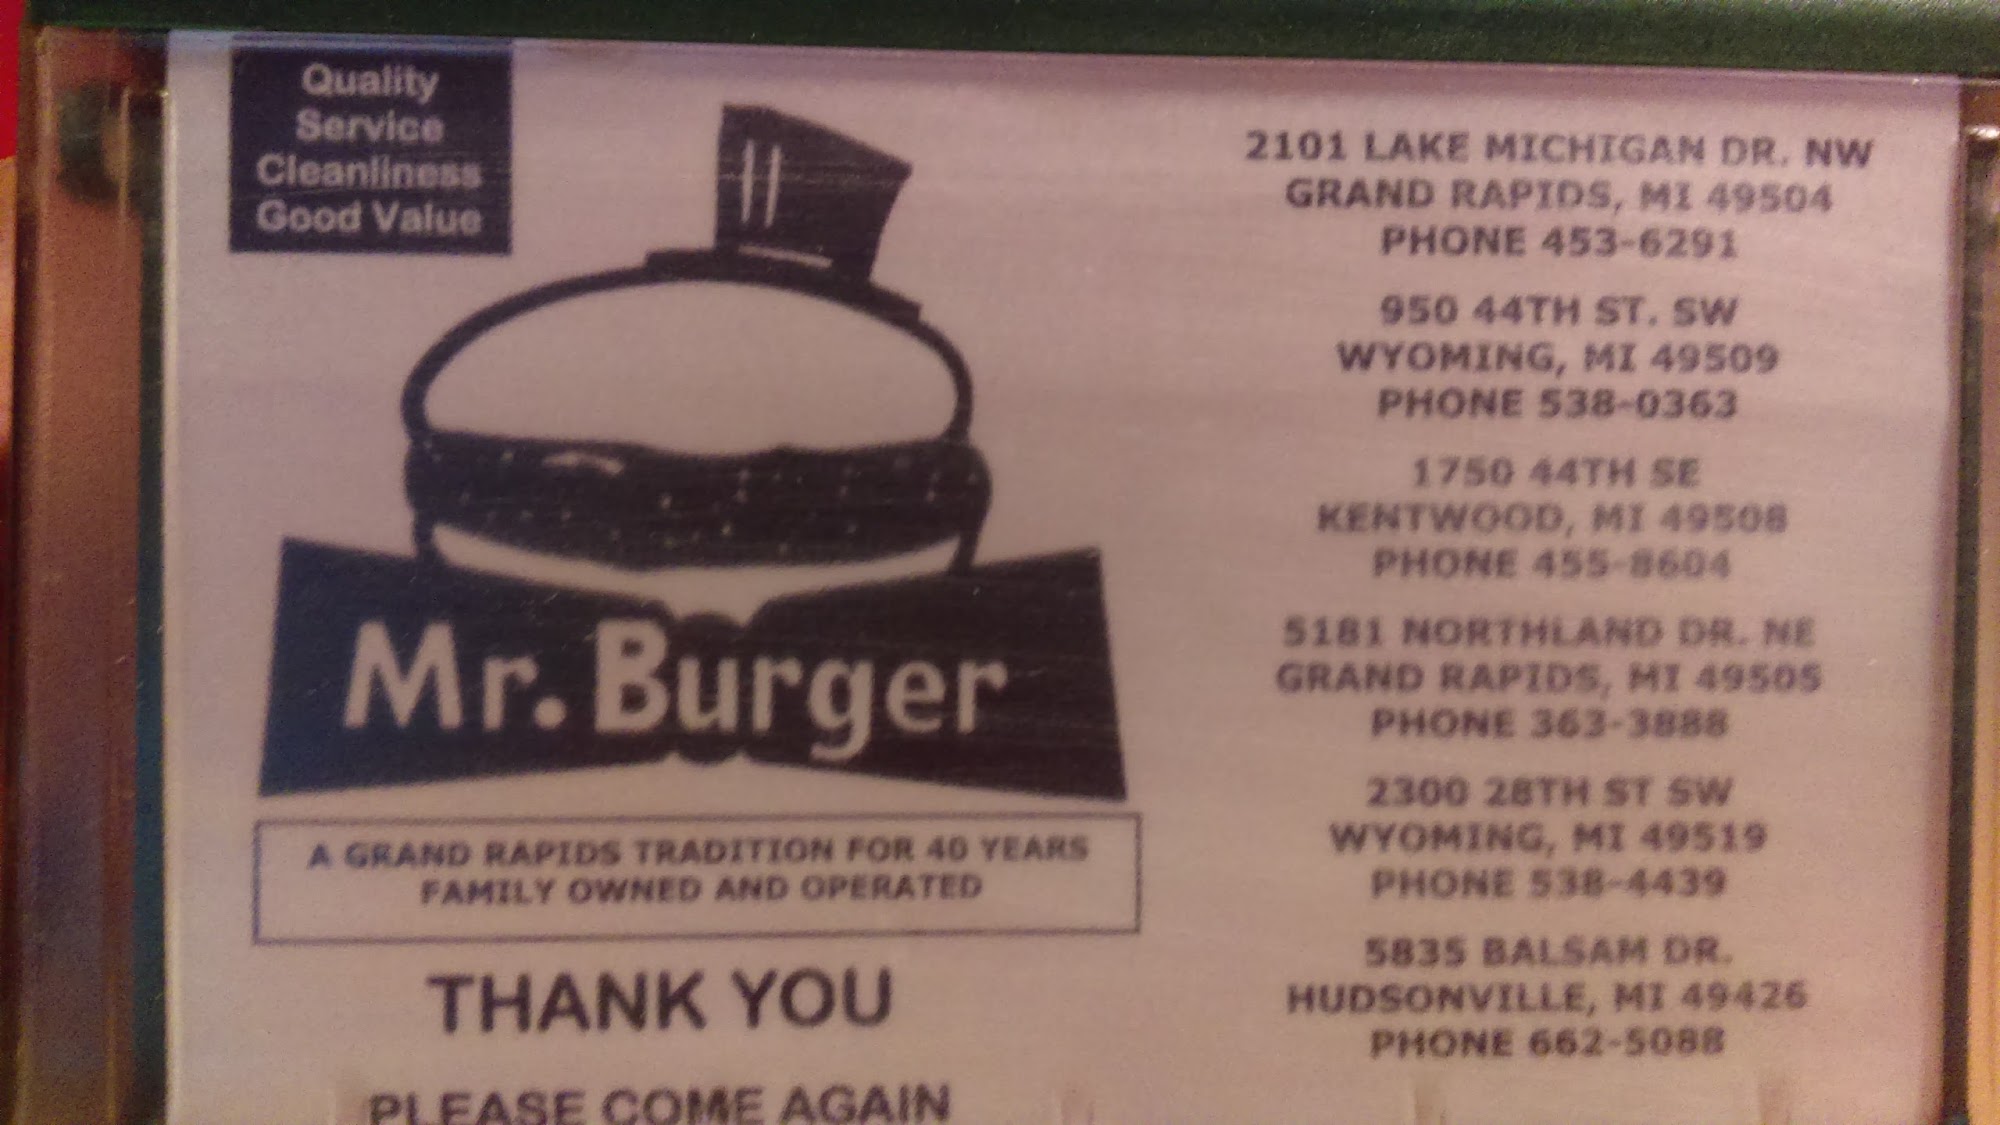 Quality
Service
Cleanliness
Good Value
Mr. Burger
A GRAND RAPIDS TRADITION FOR 40 YEARS
FAMILY OWNED AND OPERATED
THANK YOU
PLEASE COME AGAIN
2101 LAKE MICHIGAN DR. NW
GRAND RAPIDS, MI 49504
PHONE 453-6291
950 44TH ST. SW
WYOMING, MI 49509
PHONE 538-0363
1750 44TH SE
KENTWOOD, MI 49508
PHONE 455-8604
5181 NORTHLAND DR. NE
GRAND RAPIDS, MI 49505
PHONE 363-3888
2300 28TH ST SW
WYOMING, MI 49519
PHONE 538-4439
5835 BALSAM DR.
HUDSONVILLE, MI 49426
PHONE 662-5088